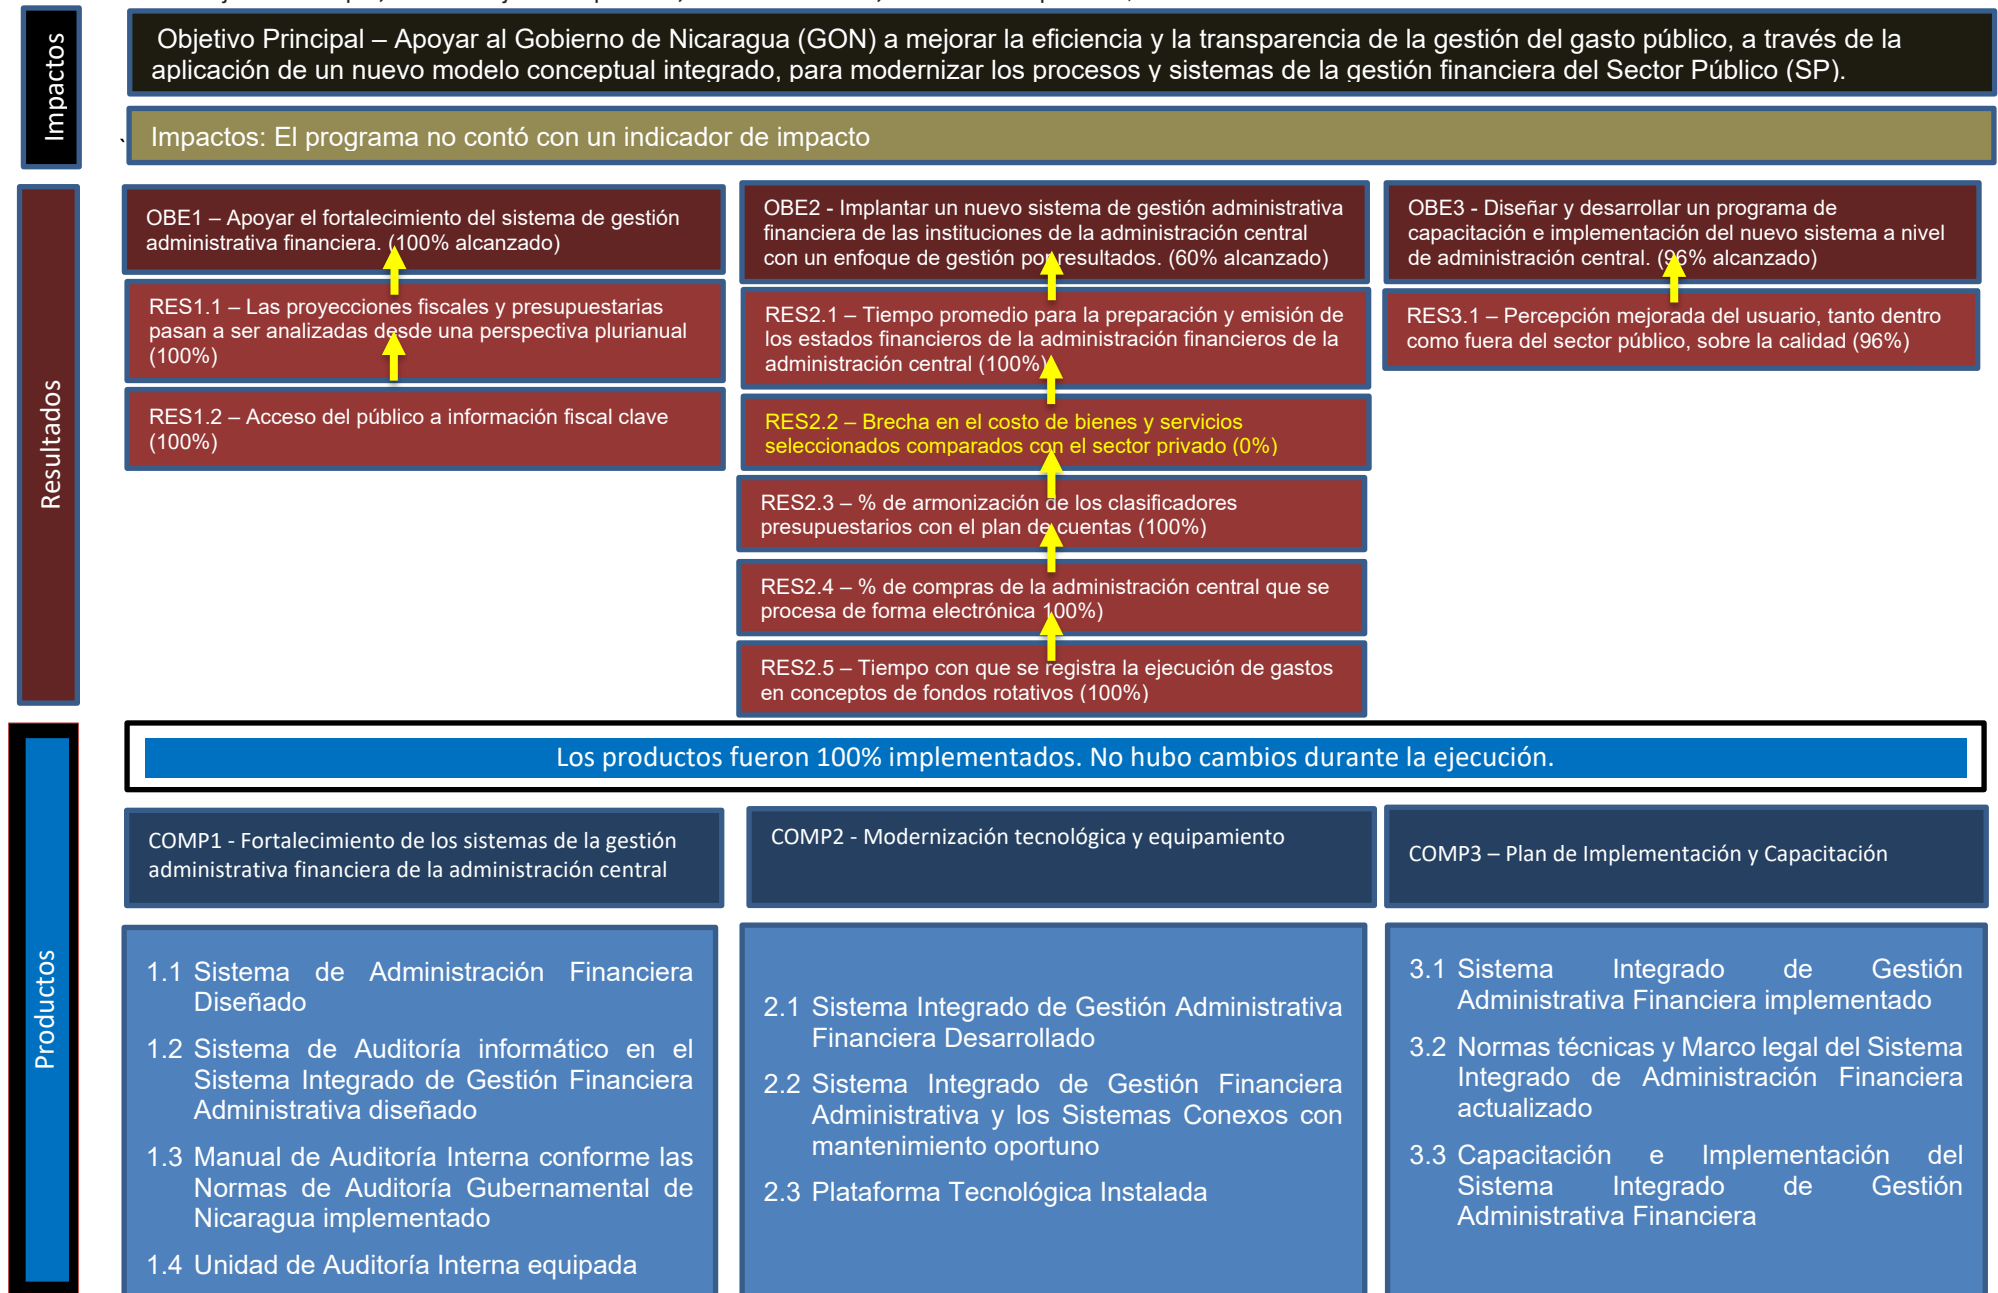 Impactos
Objetivo Principal – Apoyar al Gobierno de Nicaragua (GON) a mejorar la eficiencia y la transparencia de la gestión del gasto público, a través de la
aplicación de un nuevo modelo conceptual integrado, para modernizar los procesos y sistemas de la gestión financiera del Sector Público (SP).
Impactos: El programa no contó con un indicador de impacto
Resultados
OBE1 – Apoyar el fortalecimiento del sistema de gestión
administrativa financiera. (100% alcanzado)
RES1.1 – Las proyecciones fiscales y presupuestarias
pasan a ser analizadas desde una perspectiva plurianual
(100%)
RES1.2 – Acceso del público a información fiscal clave
(100%)
OBE2 - Implantar un nuevo sistema de gestión administrativa
financiera de las instituciones de la administración central
con un enfoque de gestión por resultados. (60% alcanzado)
RES2.1 – Tiempo promedio para la preparación y emisión de
los estados financieros de la administración financieros de la
administración central (100%)
RES2.2 – Brecha en el costo de bienes y servicios
seleccionados comparados con el sector privado (0%)
RES2.3 – % de armonización de los clasificadores
presupuestarios con el plan de cuentas (100%)
RES2.4 – % de compras de la administración central que se
procesa de forma electrónica 100%)
RES2.5 – Tiempo con que se registra la ejecución de gastos
en conceptos de fondos rotativos (100%)
OBE3 - Diseñar y desarrollar un programa de
capacitación e implementación del nuevo sistema a nivel
de administración central. (96% alcanzado)
RES3.1 – Percepción mejorada del usuario, tanto dentro
como fuera del sector público, sobre la calidad (96%)
Productos
Los productos fueron 100% implementados. No hubo cambios durante la ejecución.
COMP1 - Fortalecimiento de los sistemas de la gestión
administrativa financiera de la administración central
1.1 Sistema de Administración Financiera
Diseñado
1.2 Sistema de Auditoría informático en el
Sistema Integrado de Gestión Financiera
Administrativa diseñado
1.3 Manual de Auditoría Interna conforme las
Normas de Auditoría Gubernamental de
Nicaragua implementado
1.4 Unidad de Auditoría Interna equipada
COMP2 - Modernización tecnológica y equipamiento
2.1 Sistema Integrado de Gestión Administrativa
Financiera Desarrollado
2.2 Sistema Integrado de Gestión Financiera
Administrativa y los Sistemas Conexos con
mantenimiento oportuno
2.3 Plataforma Tecnológica Instalada
COMP3 – Plan de Implementación y Capacitación
3.1 Sistema Integrado de Gestión
Administrativa Financiera implementado
3.2 Normas técnicas y Marco legal del Sistema
Integrado de Administración Financiera
actualizado
3.3 Capacitación e Implementación del
Sistema Integrado de Gestión
Administrativa Financiera